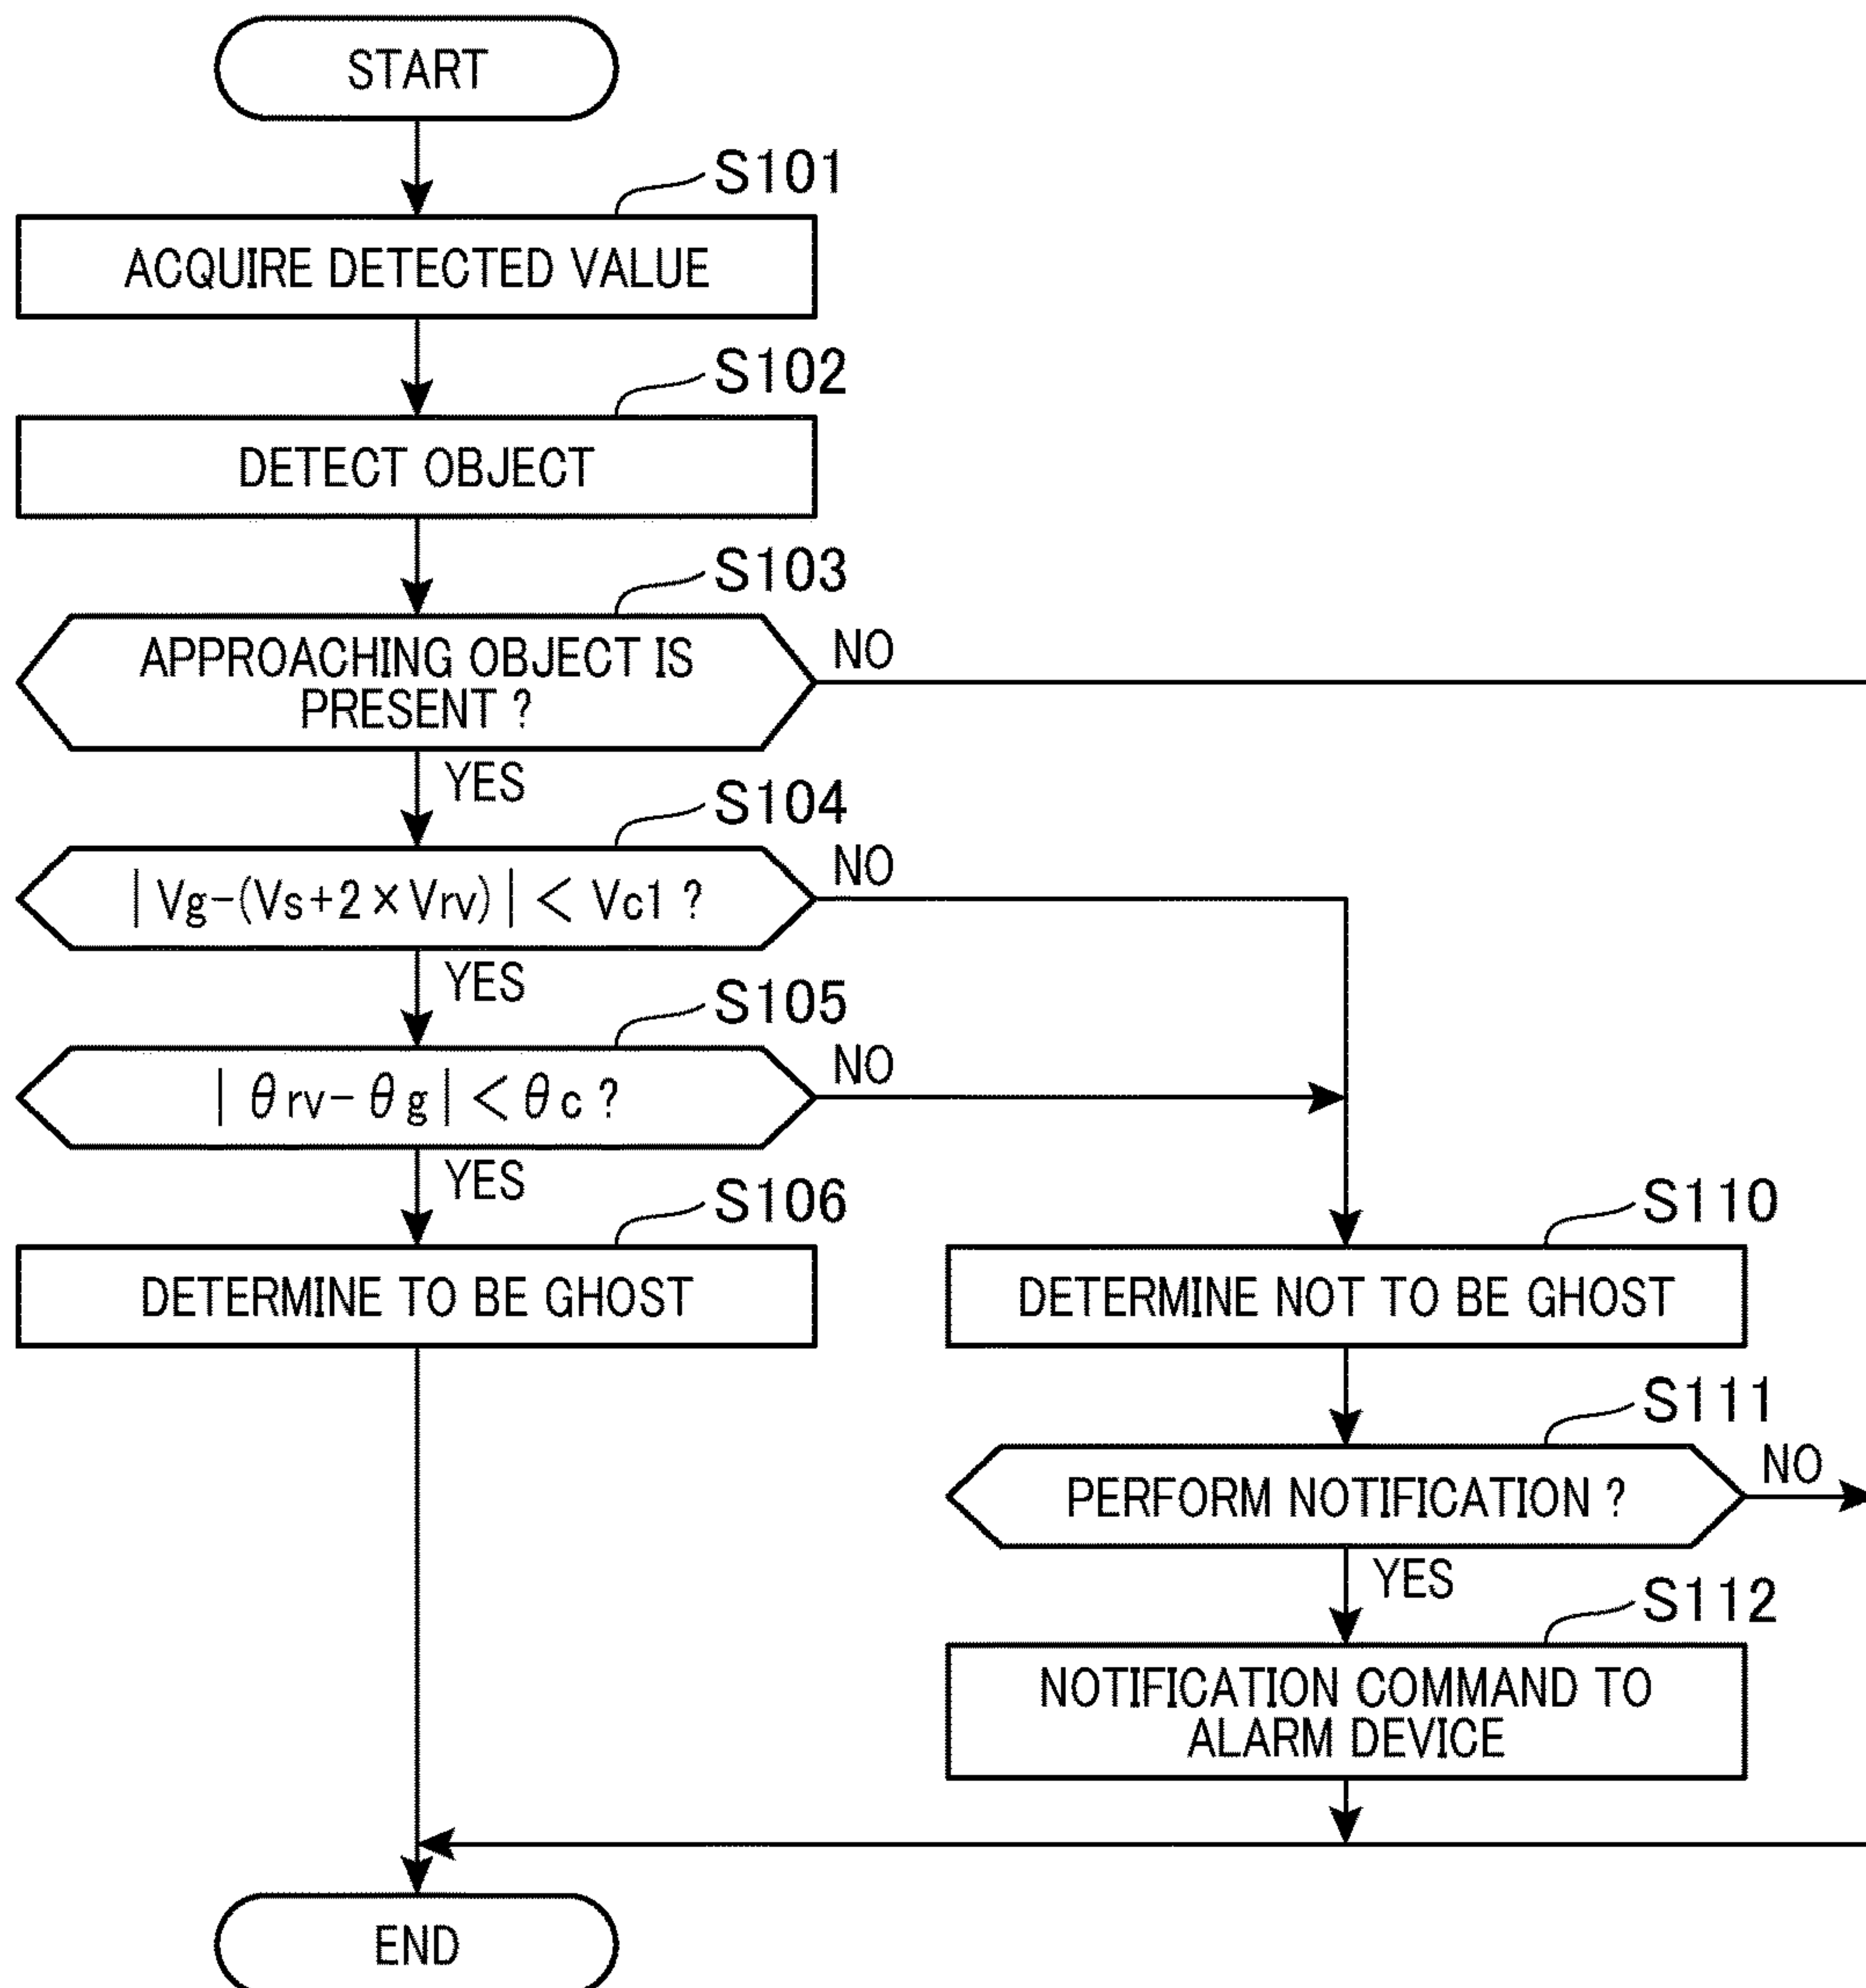 START
S101
ACQUIRE DETECTED VALUE
S102
DETECT OBJECT
S103
APPROACHING OBJECT IS
PRESENT ?
NO
YES
S104
| Vg-(Vs+2×Vrv) | < Vc1 ?
NO
YES
S105
| θrv-θg | < θc ?
NO
YES
S106
DETERMINE TO BE GHOST
S110
DETERMINE NOT TO BE GHOST
S111
PERFORM NOTIFICATION ?
NO
YES
S112
NOTIFICATION COMMAND TO
ALARM DEVICE
END